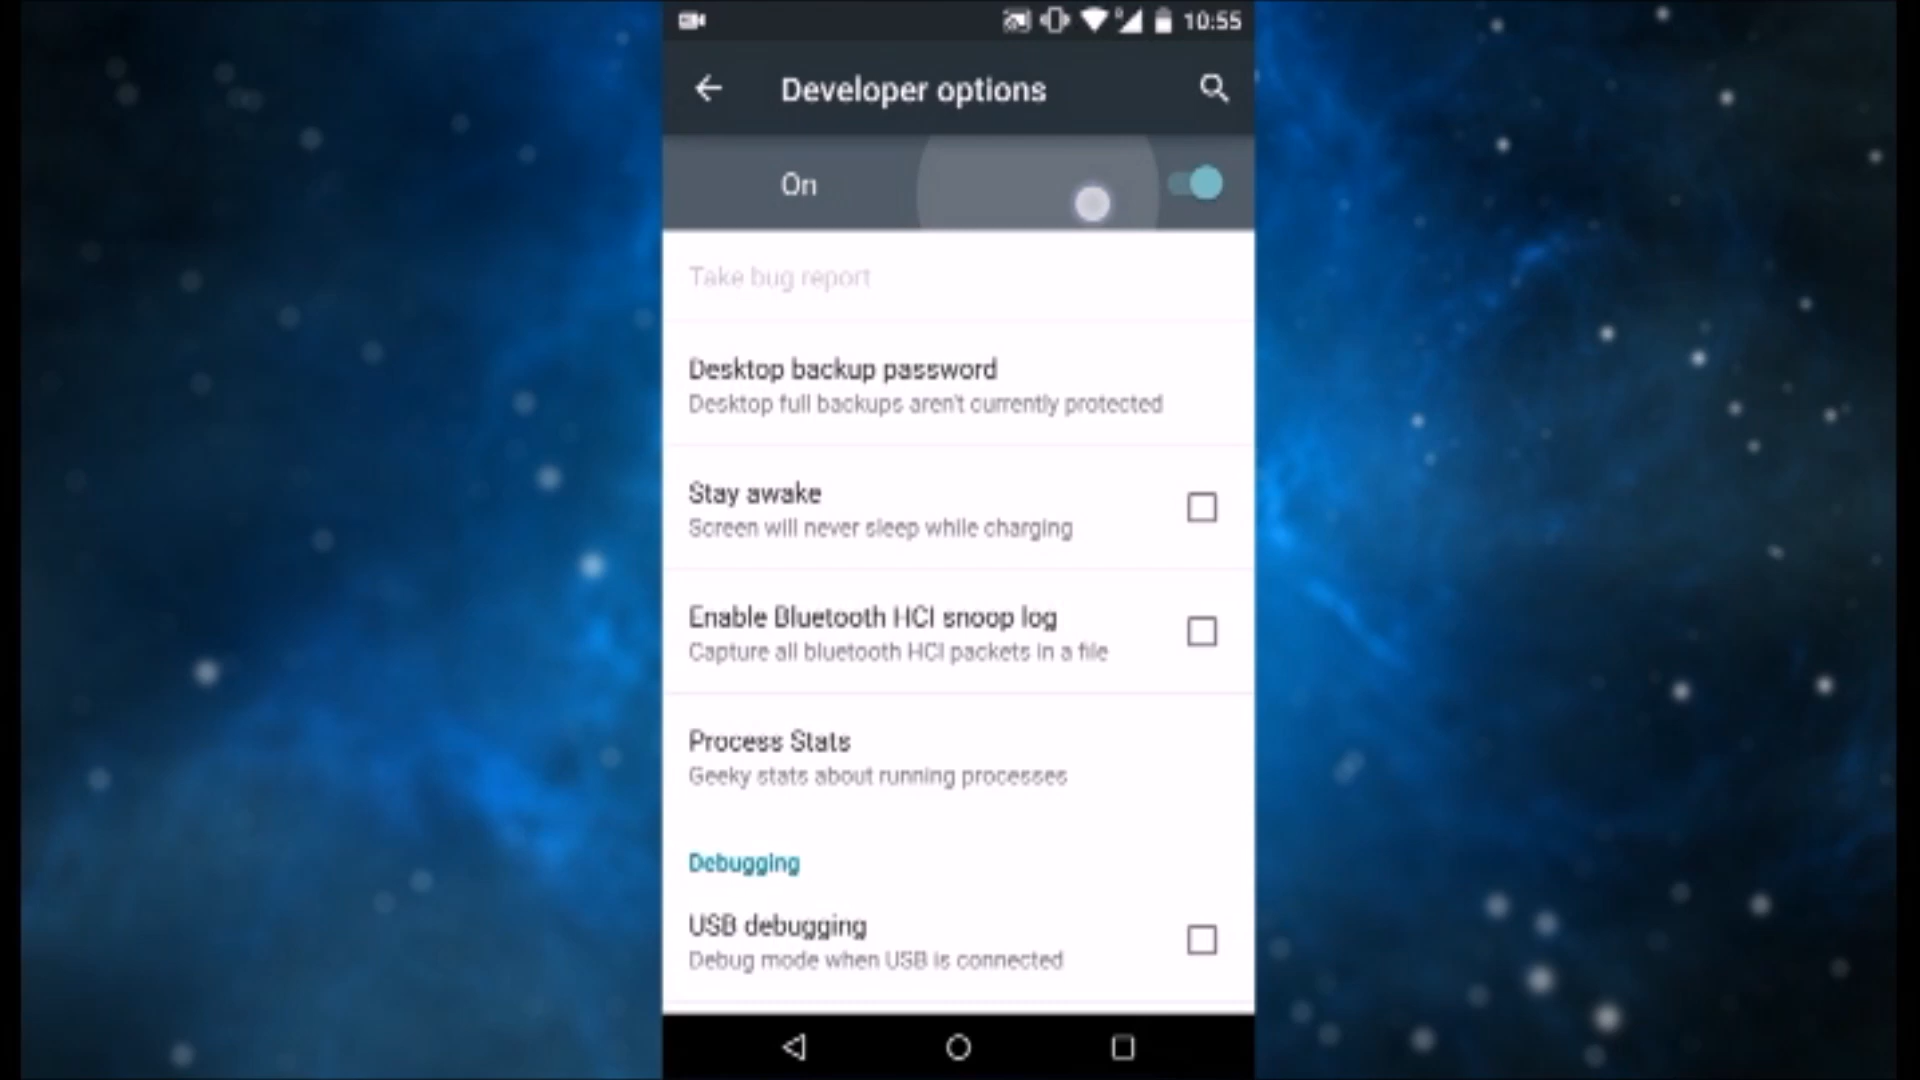 10:55
Developer options
On
Take bug report
Desktop backup password
Desktop full backups aren't currently protected
Stay awake
Screen will never sleep while charging
Enable Bluetooth HCI snoop log
Capture all bluetooth HCI packets in a file
Process Stats
Geeky stats about running processes
Debugging
USB debugging
Debug mode when USB is connected